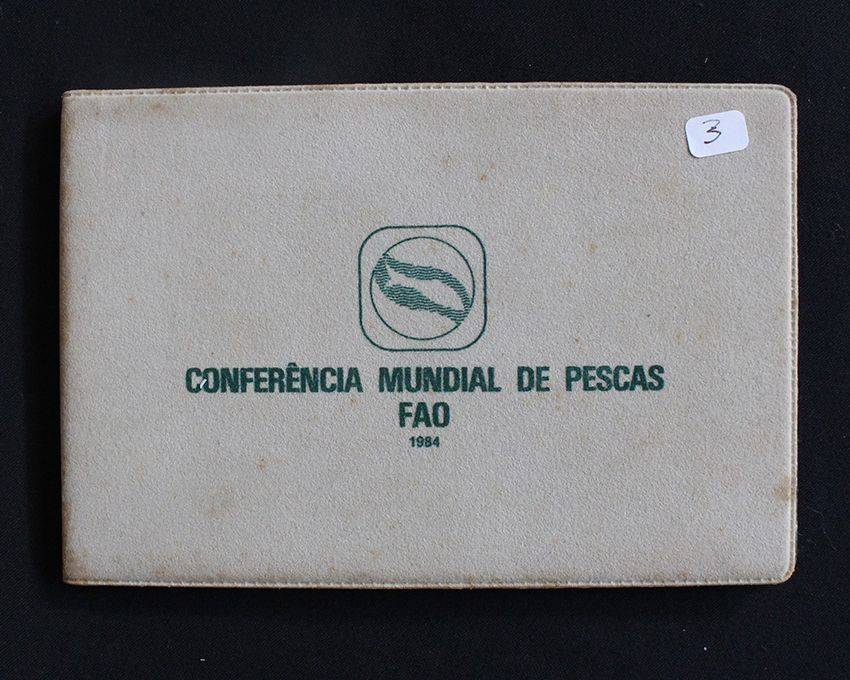 3
CONFERÊNCIA MUNDIAL DE PESCAS
FAO
1984